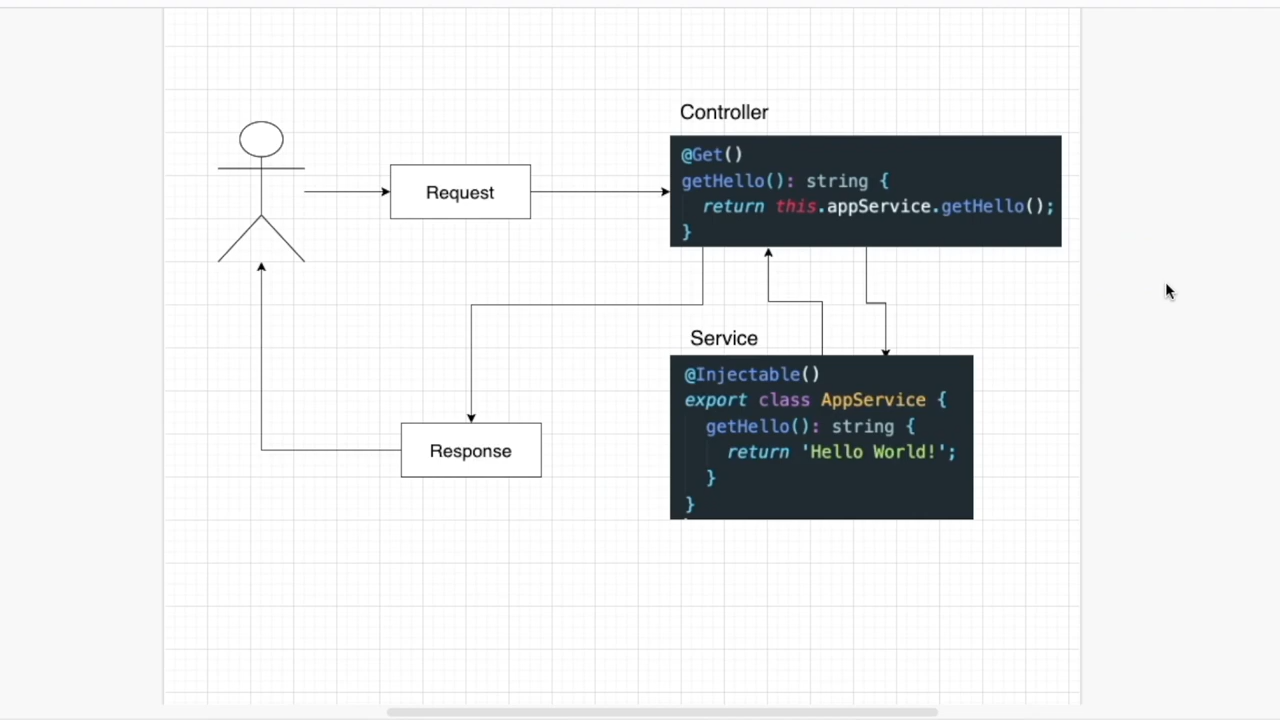 Controller
@Get()
getHello(): string {
return this.appService.getHello();
}
Request
Service
@Injectable()
export class AppService {
getHello(): string {
return 'Hello World!';
}
}
Response